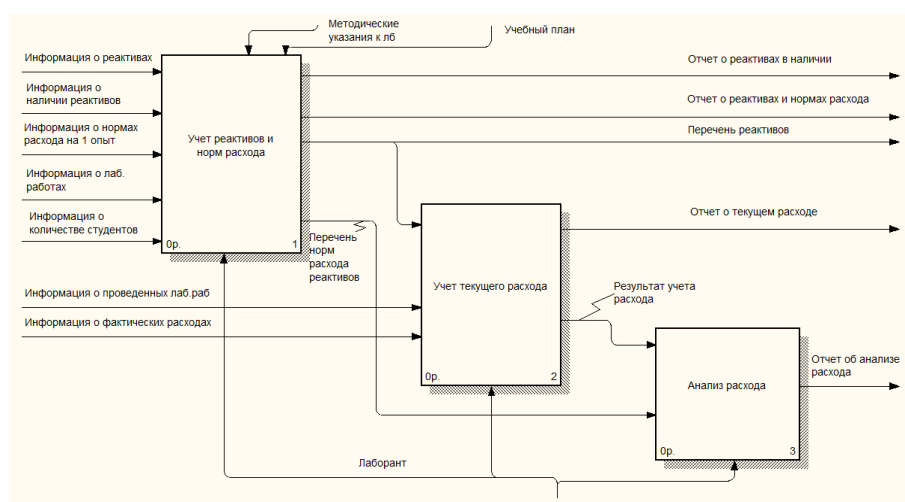 Методические
указания к лб
Учебный план
Информация о реактивах
Информация о
наличии реактивов
Информация о нормах
расхода на 1 опыт
Информация о лаб.
работах
Информация о
количестве студентов
Учет реактивов и
норм расхода
0р.
1
Отчет о реактивах в наличии
Отчет о реактивах и нормах расхода
Перечень реактивов
Перечень
норм
расхода
реактивов
Отчет о текущем расходе
Информация о проведенных лаб.раб
Информация о фактических расходах
Учет текущего расхода
0р.
2
Результат учета
расхода
Анализ расхода
0р.
3
Отчет об анализе
расхода
Лаборант